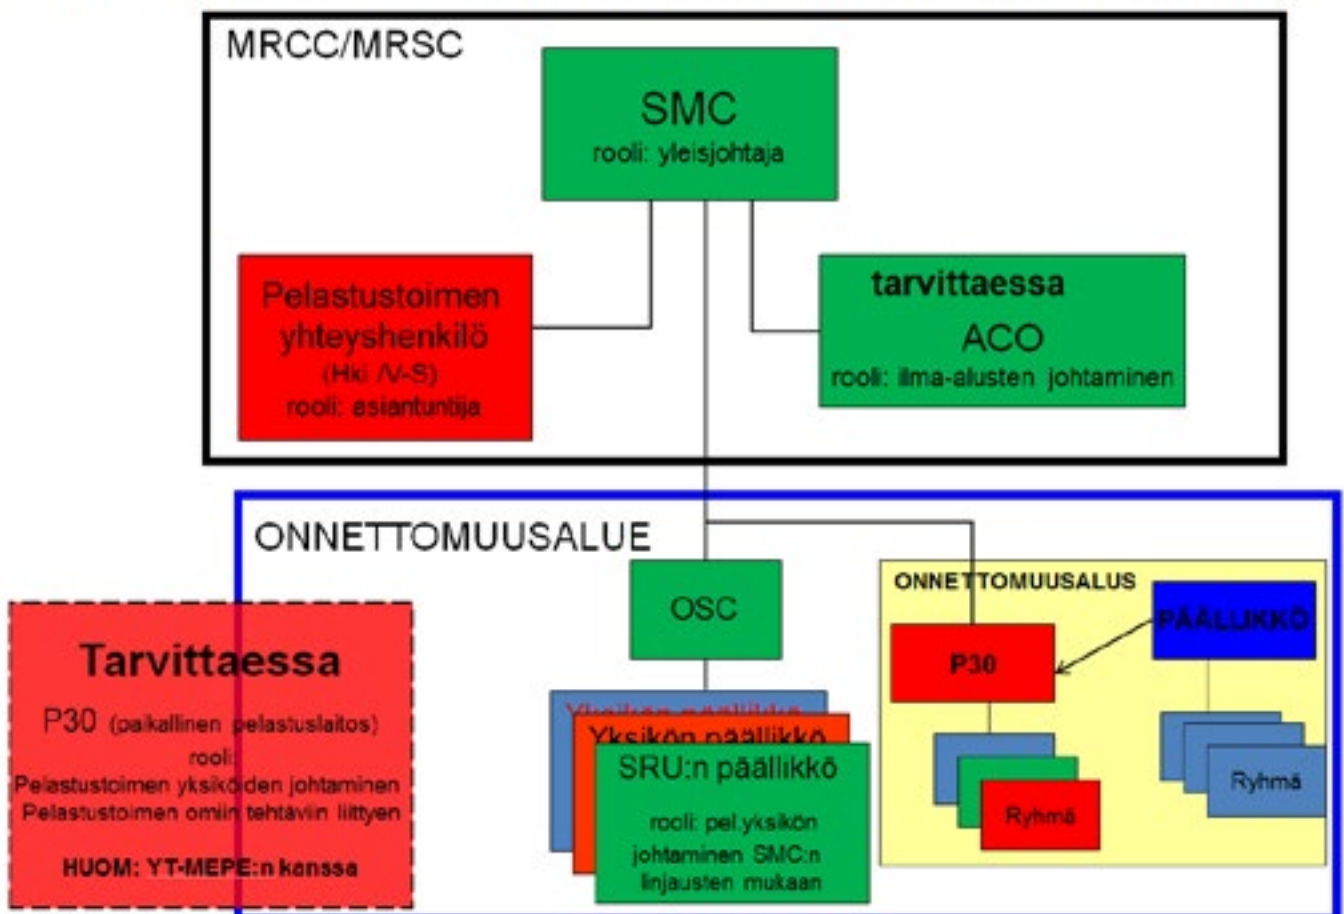 MRCC/MRSC
SMC
rooli: yleisjohtaja
Pelastustoimen
yhteyshenkilö
(Hki /V-S)
rooli: asiantuntija
tarvittaessa
ACO
rooli: ilma-alusten johtaminen
ONNETTOMUUSALUE
Tarvittaessa
P30 (paikallinen pelastuslaitos)
rooli:
Pelastustoimen yksiköiden johtaminen
Pelastustoimen omiin tehtäviin liittyen
HUOM: YT-MEPE:n kanssa
OSC
Yksikön päällikkö
Yksikön päällikkö
SRU:n päällikkö
rooli: pel.yksikön
johtaminen SMC:n
linjausten mukaan
ONNETTOMUUSALUS
P30
PÄÄLLIKKÖ
Ryhmä
Ryhmä